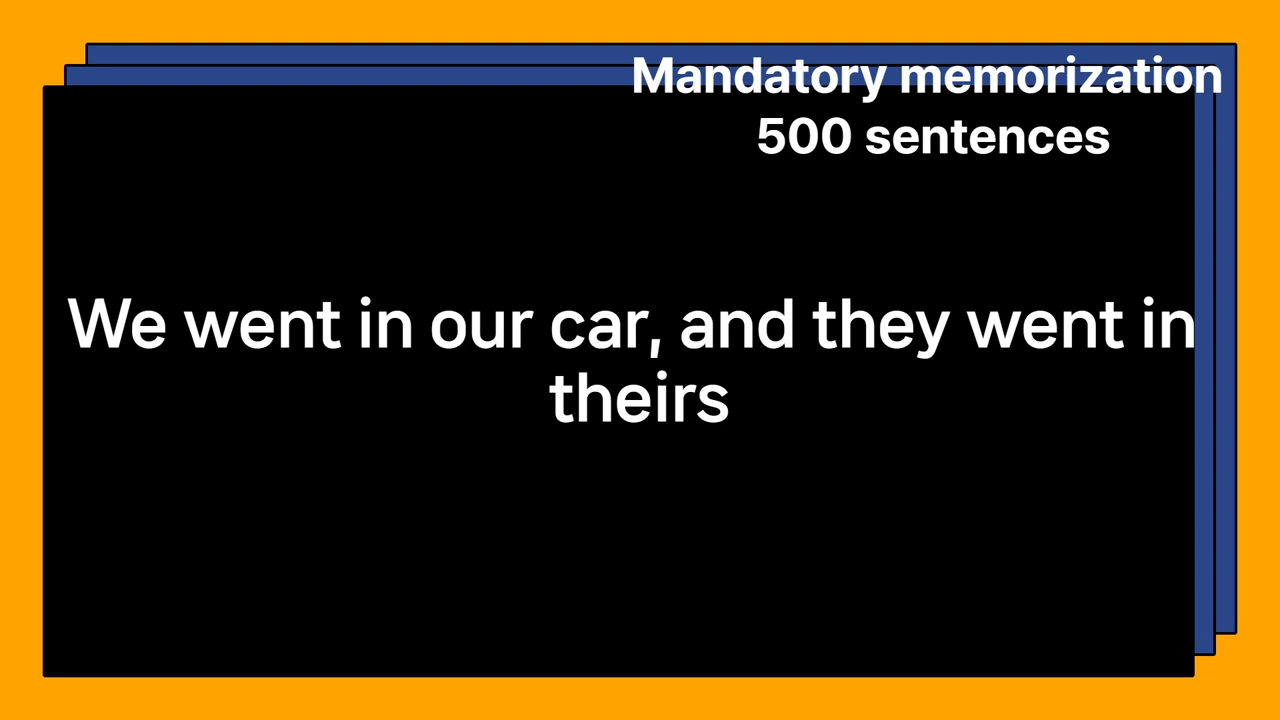 Mandatory memorization
500 sentences
We went in our car, and they went in
theirs